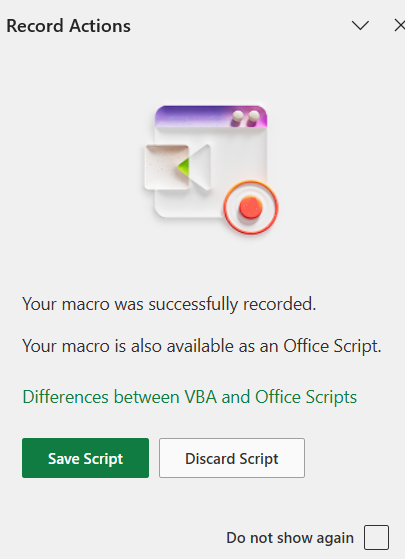 Record Actions
Your macro was successfully recorded.
Your macro is also available as an Office Script.
Differences between VBA and Office Scripts
Save Script
Discard Script
Do not show again